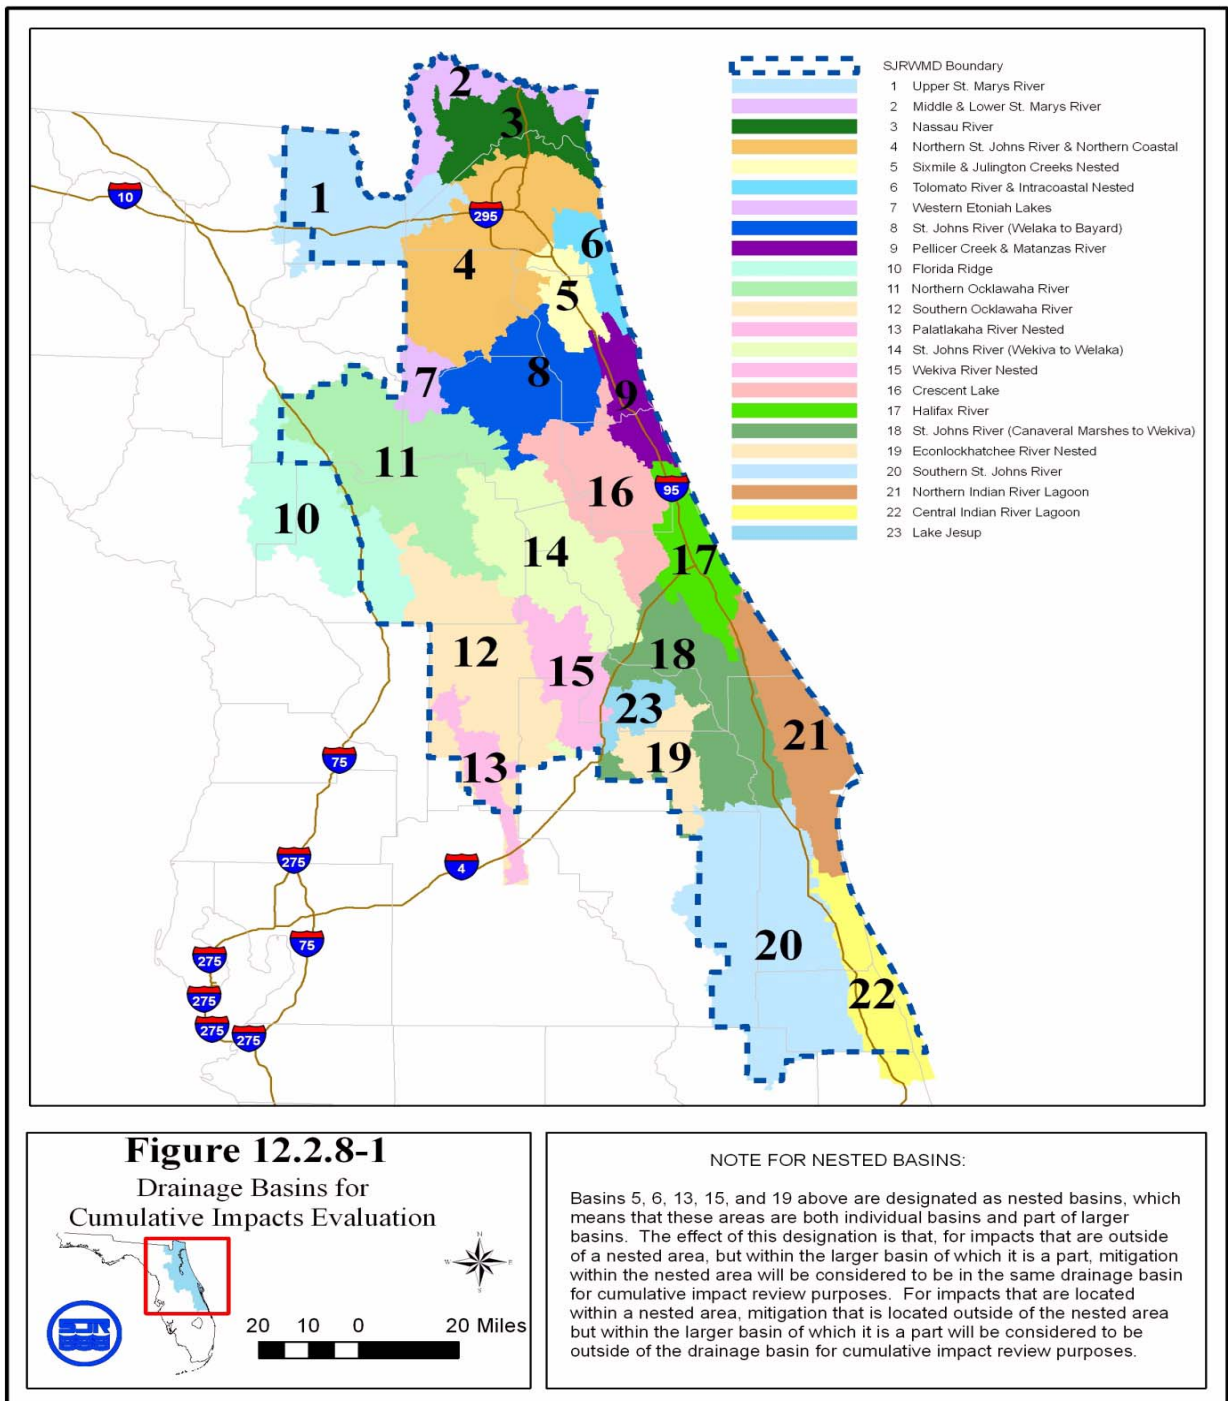 SJRWMD Boundary
1 Upper St. Marys River
2 Middle & Lower St. Marys River
3 Nassau River
4 Northern St. Johns River & Northern Coastal
5 Sixmile & Julington Creeks Nested
6 Tolomato River & Intracoastal Nested
7 Western Etoniah Lakes
8 St. Johns River (Welaka to Bayard)
9 Pellicer Creek & Matanzas River
10 Florida Ridge
11 Northern Ocklawaha River
12 Southern Ocklawaha River
13 Palatlakaha River Nested
14 St. Johns River (Wekiva to Welaka)
15 Wekiva River Nested
16 Crescent Lake
17 Halifax River
18 St. Johns River (Canaveral Marshes to Wekiva)
19 Econlockhatchee River Nested
20 Southern St. Johns River
21 Northern Indian River Lagoon
22 Central Indian River Lagoon
23 Lake Jesup
2
3
10
1
295
4
6
5
7
8
9
11
16
95
10
14
17
12
15
18
23
21
19
75
13
275
4
75
20
275
22
275
275
275
Figure 12.2.8-1
Drainage Basins for
Cumulative Impacts Evaluation
N
W E
S
20 10 0 20 Miles
NOTE FOR NESTED BASINS:
Basins 5, 6, 13, 15, and 19 above are designated as nested basins, which
means that these areas are both individual basins and part of larger
basins. The effect of this designation is that, for impacts that are outside
of a nested area, but within the larger basin of which it is a part, mitigation
within the nested area will be considered to be in the same drainage basin
for cumulative impact review purposes. For impacts that are located
within a nested area, mitigation that is located outside of the nested area
but within the larger basin of which it is a part will be considered to be
outside of the drainage basin for cumulative impact review purposes.